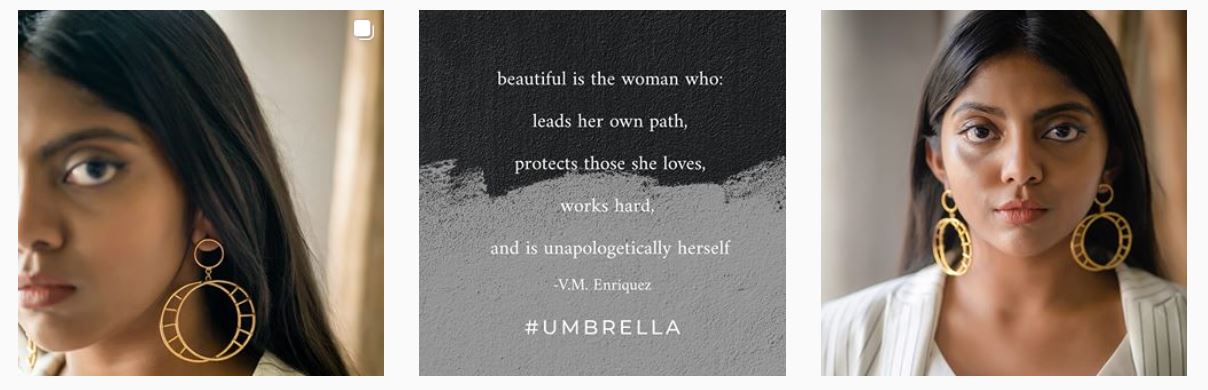 beautiful is the woman who:
leads her own path,
protects those she loves,
works hard,
and is unapologetically herself
-V.M. Enriquez
#UMBRELLA